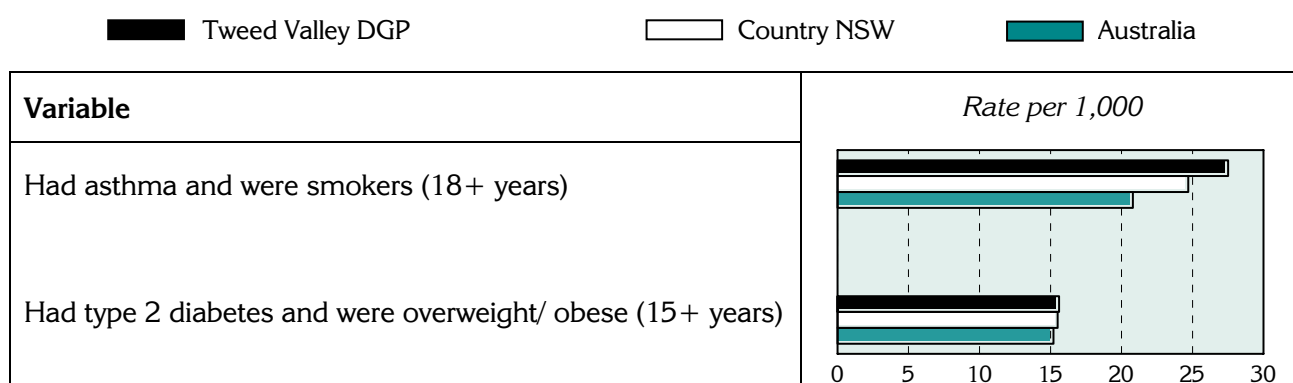 Tweed Valley DGP Country NSW Australia
Variable Rate per 1,000
Had asthma and were smokers (18+ years)
Had type 2 diabetes and were overweight/ obese (15+ years)
0 5 10 15 20 25 30